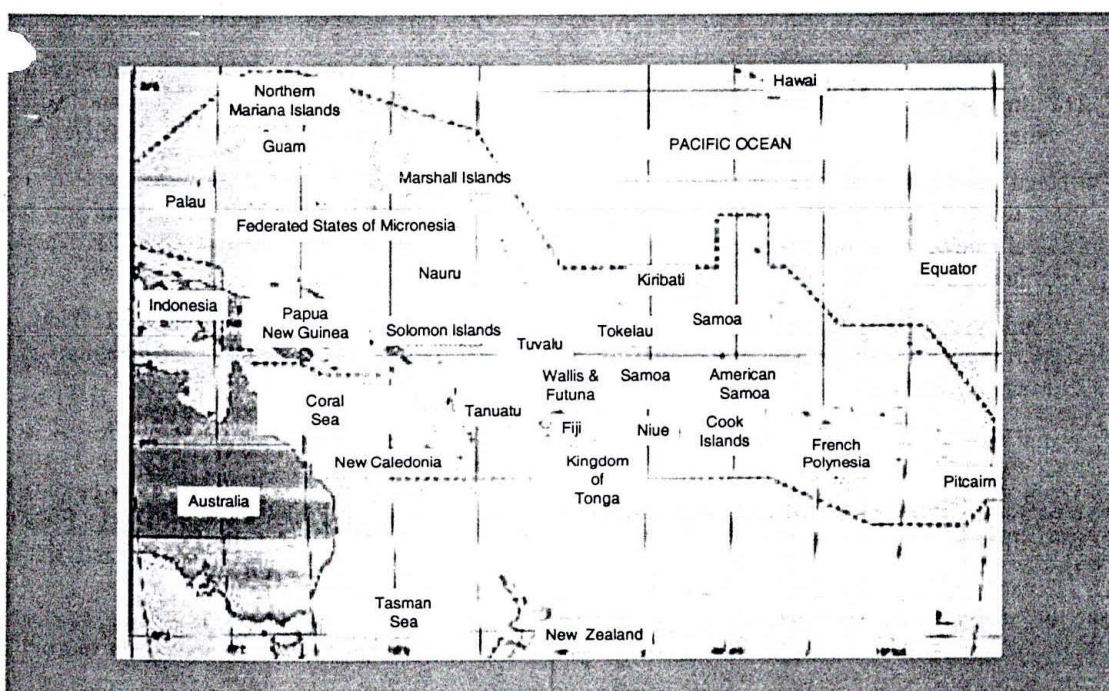 Hawai
Northern
Mariana Islands
Guam
PACIFIC OCEAN
Marshall Islands
Palau
Federated States of Micronesia
Nauru
Equator
Kiribati
Indonesia
Papua
New Guinea
Solomon Islands
Samoa
Tokelau
Tuvalu
Wallis &
Futuna
Samoa
American
Samoa
Coral
Sea
Tanuatu
Fiji
Niue
Cook
Islands
French
Polynesia
New Caledonia
Kingdom
of
Tonga
Pitcairn
Australia
Tasman
Sea
New Zealand